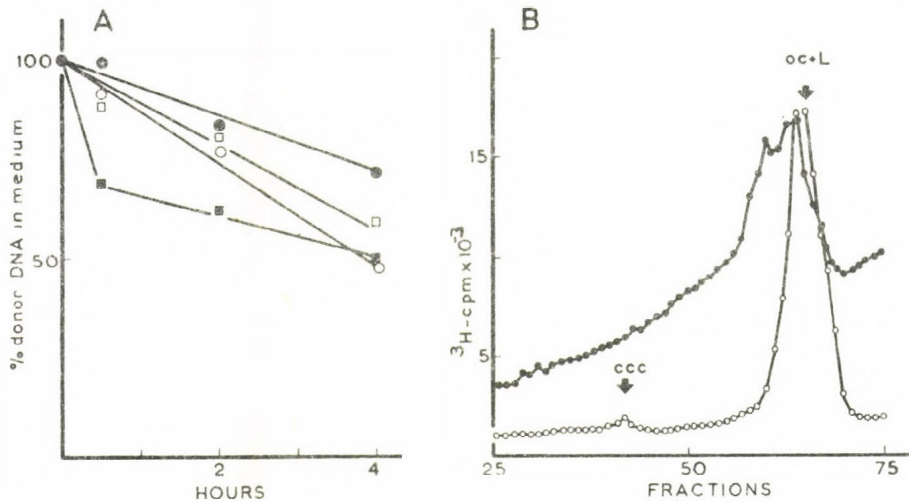 A
100
50
% donor DNA in medium
2
4
HOURS
B
15
5
³H-cpm x 10⁻³
oc+L
ccc
25
50
75
FRACTIONS